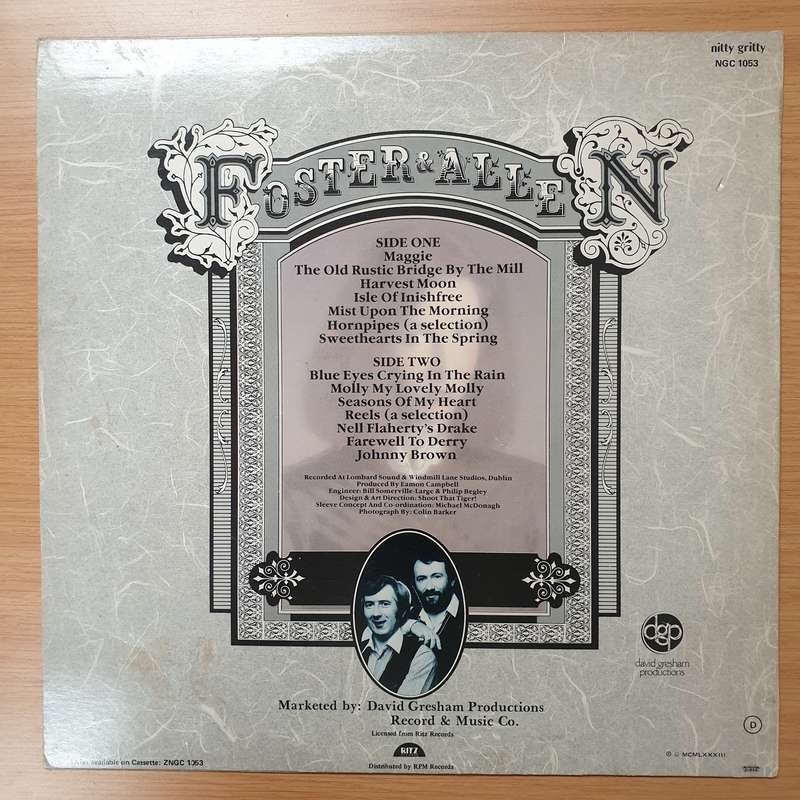 nitty gritty
NGC 1053
FOSTER & ALLEN
SIDE ONE
Maggie
The Old Rustic Bridge By The Mill
Harvest Moon
Isle Of Inishfree
Mist Upon The Morning
Hornpipes (a selection)
Sweethearts In The Spring
SIDE TWO
Blue Eyes Crying In The Rain
Molly My Lovely Molly
Seasons Of My Heart
Reels (a selection)
Nell Flaherty's Drake
Farewell To Derry
Johnny Brown
Recorded At Lombard Sound & Windmill Lane Studios, Dublin
Produced By Eamon Campbell
Engineer: Bill Somerville-Large & Philip Begley
Design & Art Direction: Shoot That Tiger!
Sleeve Concept And Co-ordination: Michael McDonagh
Photograph By: Colin Barker
dgp
david gresham
productions
Marketed by: David Gresham Productions
Record & Music Co.
Licensed from Ritz Records
RITZ
Distributed by RPM Records
D
MCMLXXXIII
Also available on Cassette: ZNGC 1053